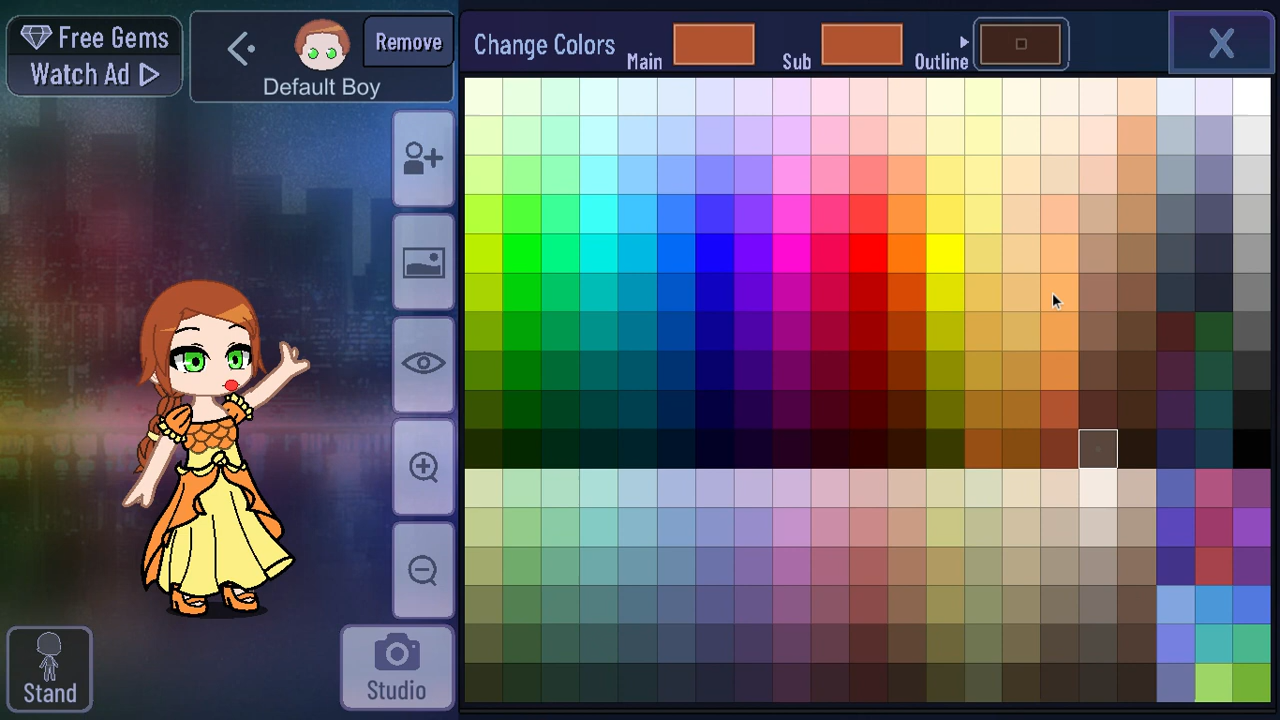 Free Gems
Watch Ad
Remove
Default Boy
Change Colors
Main
Sub
Outline
X
Stand
Studio